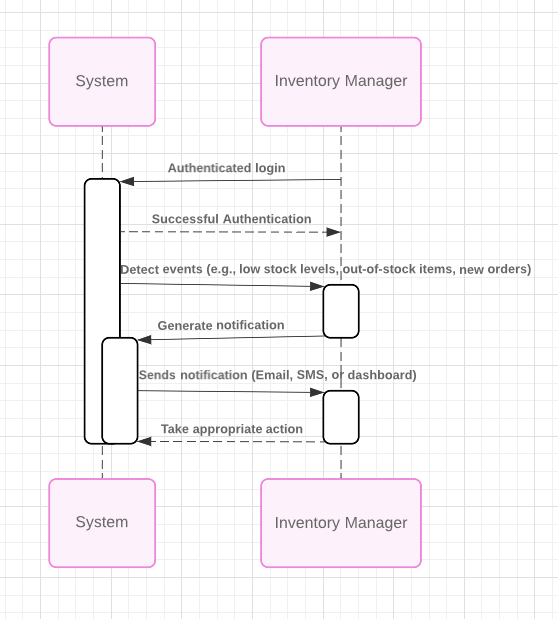 System
Inventory Manager
Authenticated login
Successful Authentication
Detect events (e.g., low stock levels, out-of-stock items, new orders)
Generate notification
Sends notification (Email, SMS, or dashboard)
Take appropriate action
System
Inventory Manager